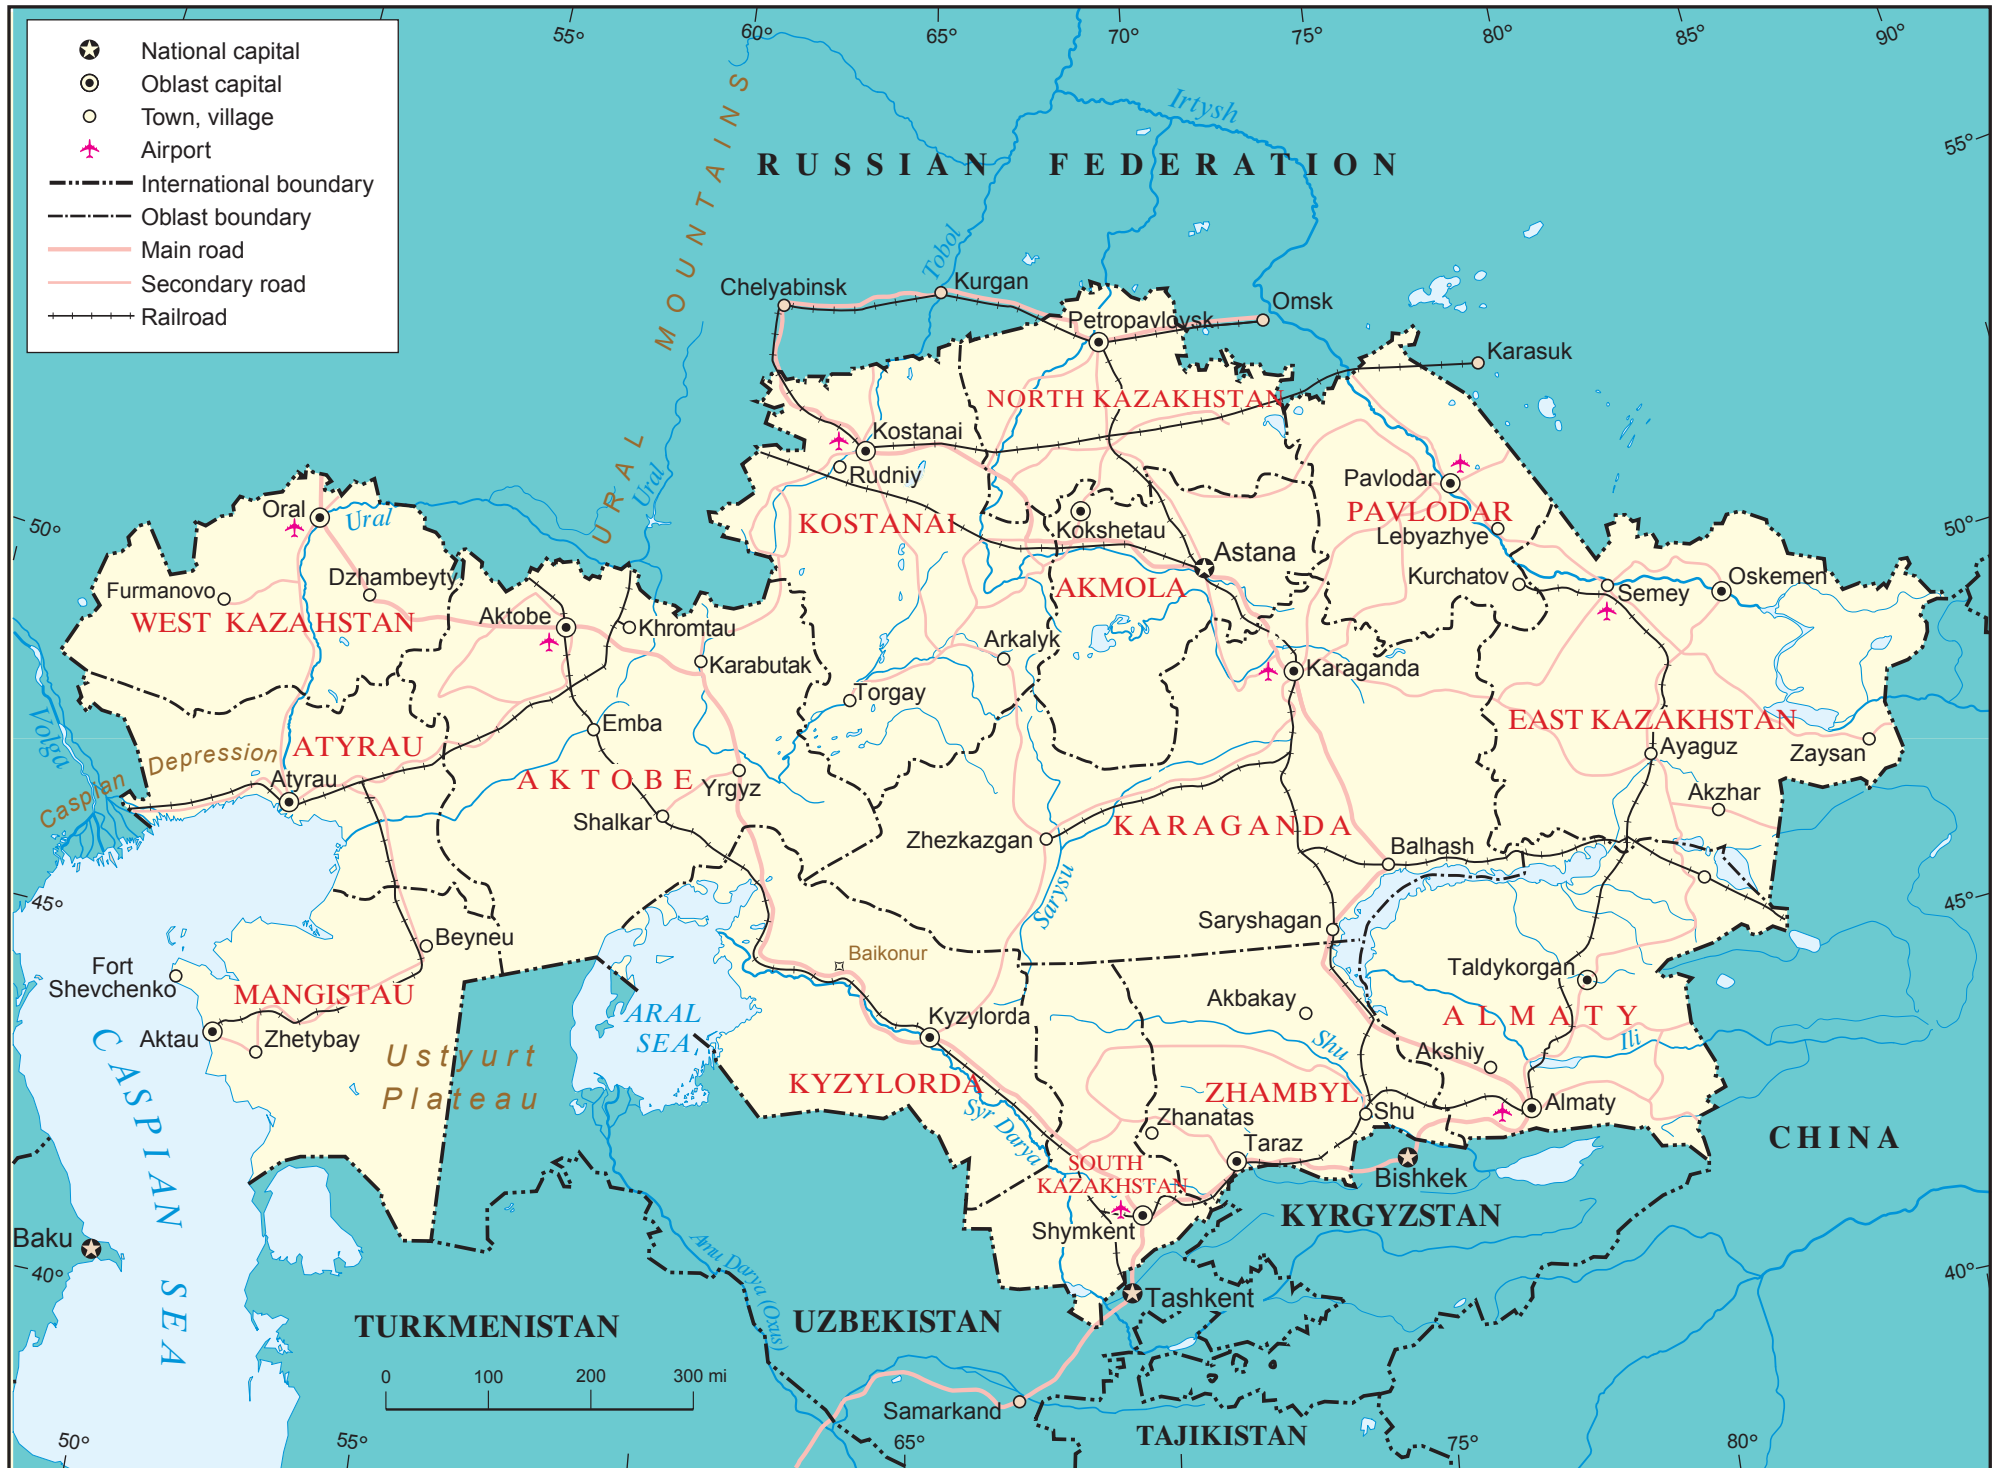 National capital
Oblast capital
Town, village
Airport
International boundary
Oblast boundary
Main road
Secondary road
Railroad
55°
60°
65°
70°
75°
80°
85°
90°
55°
50°
45°
40°
50°
45°
40°
50°
55°
65°
75°
80°
RUSSIAN FEDERATION
URAL MOUNTAINS
Irtysh
Tobol
Chelyabinsk
Kurgan
Petropavlovsk
Omsk
Karasuk
NORTH KAZAKHSTAN
Kostanai
Rudniy
KOSTANAI
Kokshetau
Astana
AKMOLA
Pavlodar
PAVLODAR
Lebyazhye
Kurchatov
Semey
Oskemen
Oral
Ural
Ural
Furmanovo
Dzhambeyty
WEST KAZAHSTAN
Aktobe
Khromtau
Karabutak
Arkalyk
Torgay
Karaganda
EAST KAZAKHSTAN
Ayaguz
Zaysan
Akzhar
Volga
Caspian Depression
ATYRAU
Atyrau
Emba
AKTOBE
Yrgyz
Shalkar
Zhezkazgan
KARAGANDA
Balhash
Sarysu
Saryshagan
Beyneu
Fort
Shevchenko
MANGISTAU
Aktau
Zhetybay
Ustyurt
Plateau
ARAL
SEA
Baikonur
Kyzylorda
KYZYLORDA
Syr Darya
Akbakay
Taldykorgan
ALMATY
Ili
Akshiy
Almaty
Shu
ZHAMBYL
Shu
Zhanatas
Taraz
SOUTH
KAZAKHSTAN
Shymkent
Bishkek
KYRGYZSTAN
CHINA
CASPIAN SEA
Baku
Amu Darya (Oxus)
TURKMENISTAN
UZBEKISTAN
Tashkent
Samarkand
TAJIKISTAN
0 100 200 300 mi